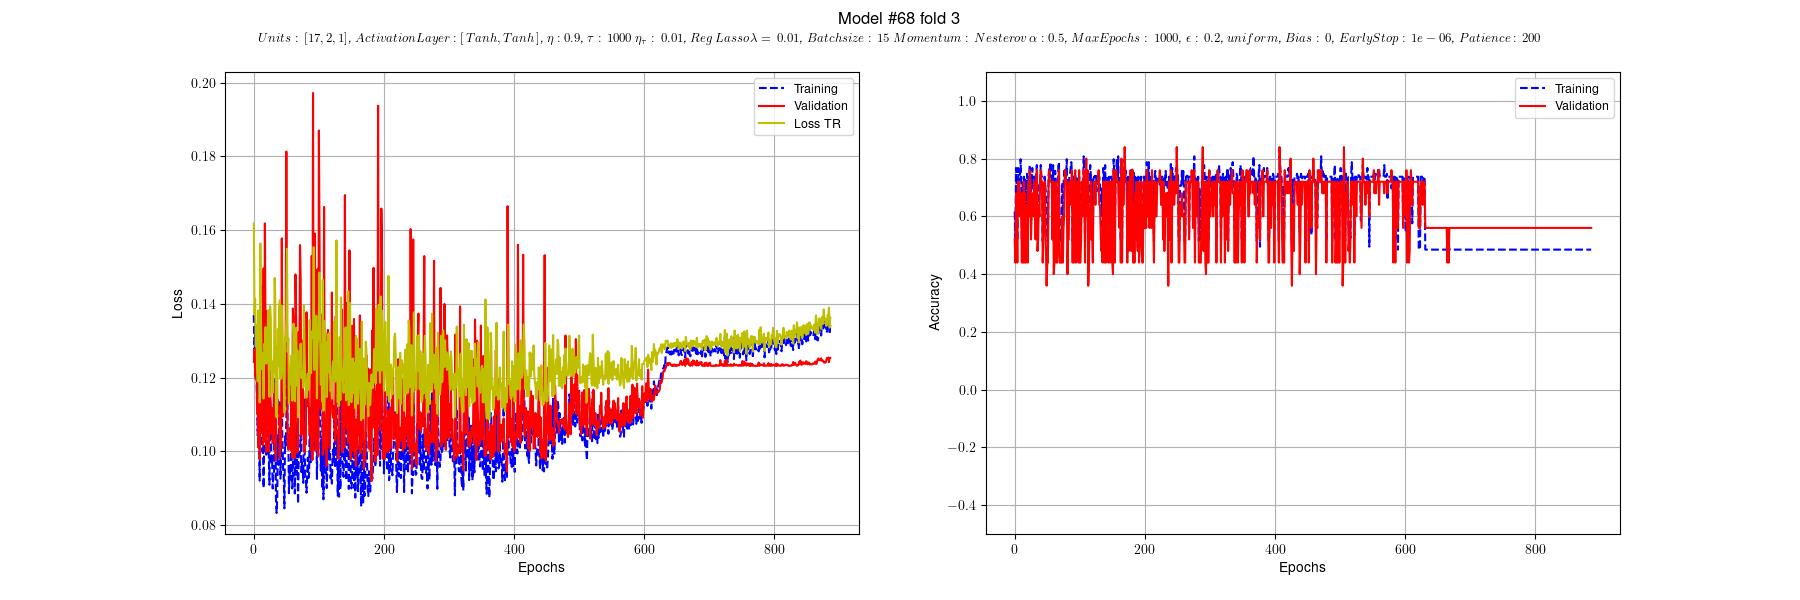 Model #68 fold 3
Units : [17, 2, 1], ActivationLayer : [Tanh, Tanh], η : 0.9, τ : 1000 ητ : 0.01, Reg Lassoλ = 0.01, Batchsize : 15 Momentum : Nesterov α : 0.5, MaxEpochs : 1000, ϵ : 0.2, uniform, Bias : 0, EarlyStop : 1e − 06, Patience : 200
0.20
0.18
0.16
0.14
0.12
0.10
0.08
Loss
0
200
400
600
800
Epochs
Training
Validation
Loss TR
1.0
0.8
0.6
0.4
0.2
0.0
−0.2
−0.4
Accuracy
0
200
400
600
800
Epochs
Training
Validation